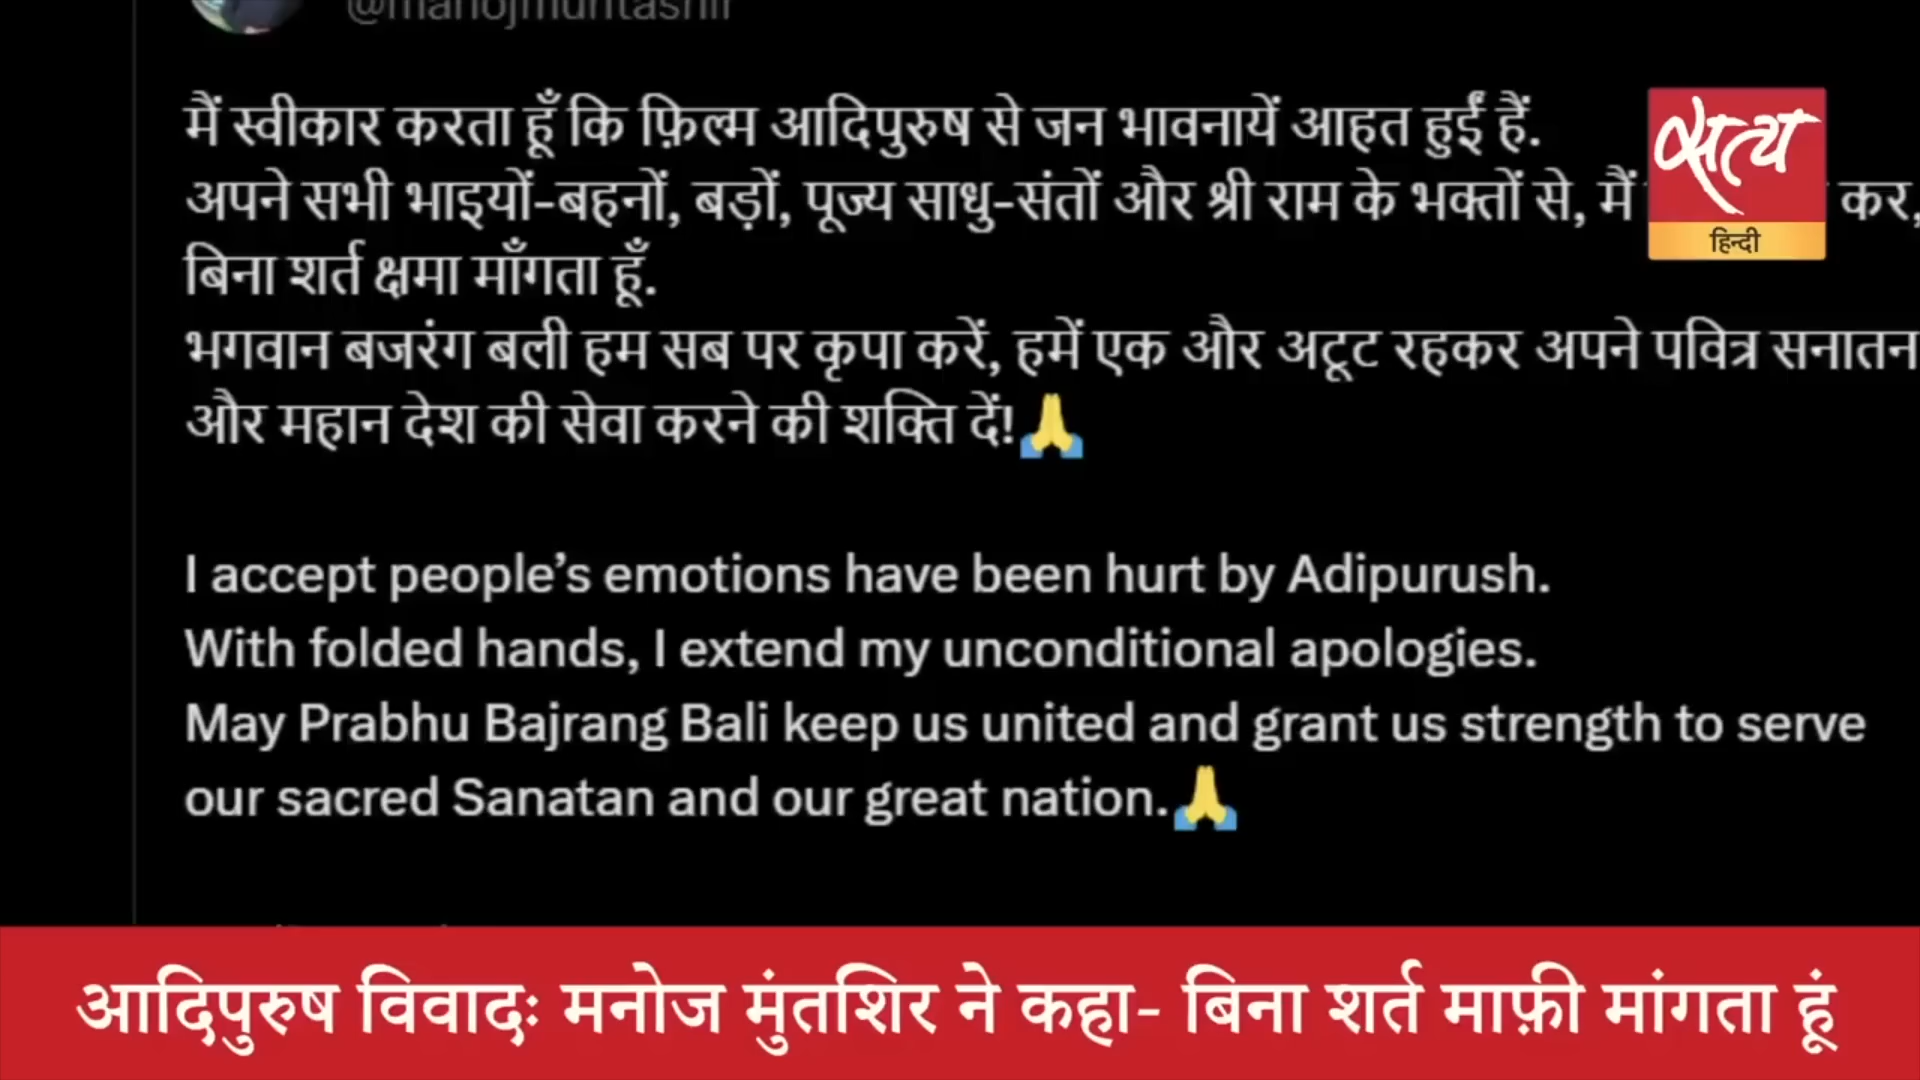 @manojmuntashir
मैं स्वीकार करता हूँ कि फ़िल्म आदिपुरुष से जन भावनायें आहत हुईं हैं.
अपने सभी भाइयों-बहनों, बड़ों, पूज्य साधु-संतों और श्री राम के भक्तों से, मैं कर,
बिना शर्त क्षमा माँगता हूँ.
भगवान बजरंग बली हम सब पर कृपा करें, हमें एक और अटूट रहकर अपने पवित्र सनातन
और महान देश की सेवा करने की शक्ति दें!🙏
I accept people’s emotions have been hurt by Adipurush.
With folded hands, I extend my unconditional apologies.
May Prabhu Bajrang Bali keep us united and grant us strength to serve
our sacred Sanatan and our great nation.🙏
सत्य
हिन्दी
आदिपुरुष विवादः मनोज मुंतशिर ने कहा- बिना शर्त माफ़ी मांगता हूं